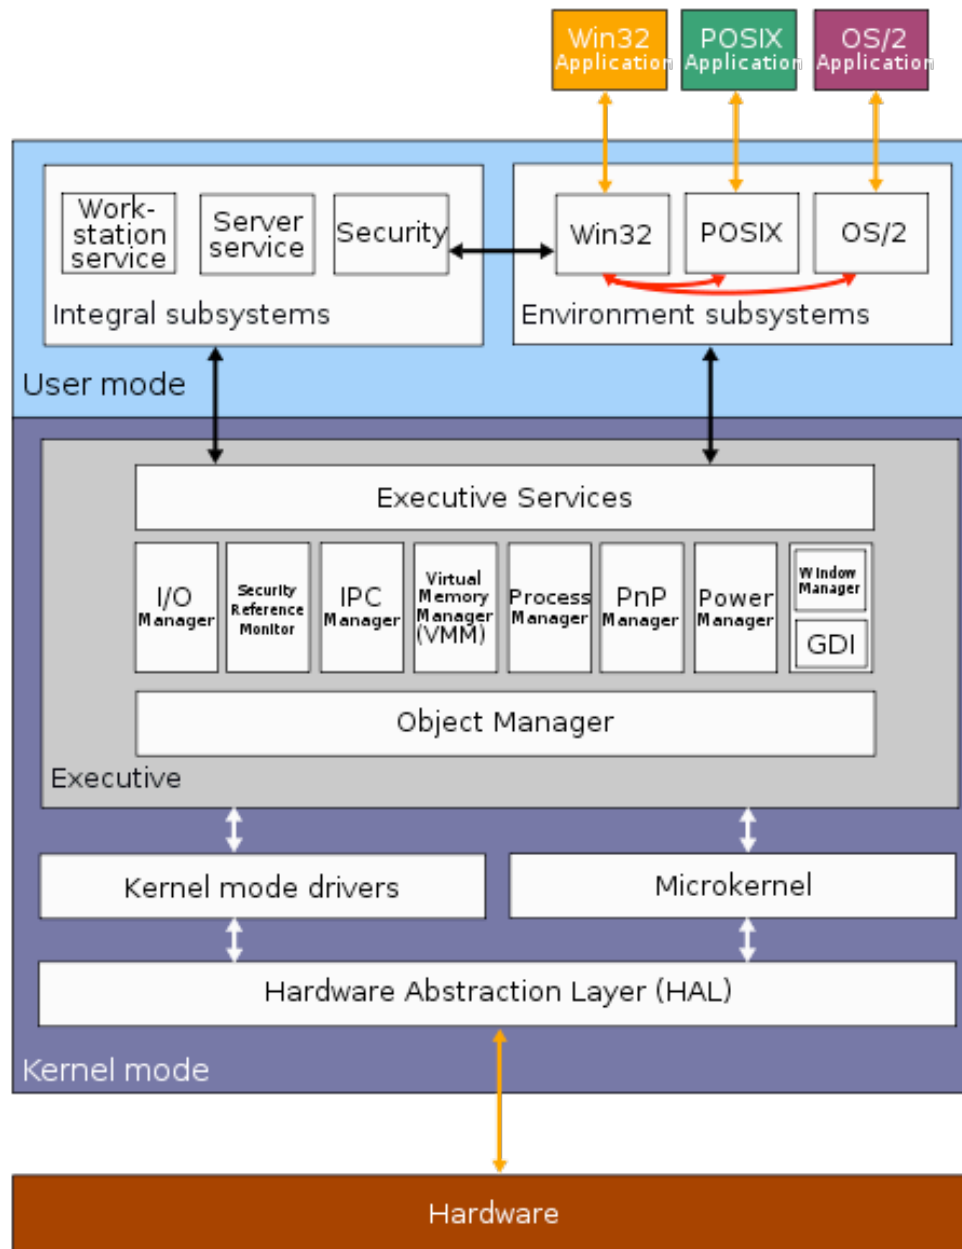 Win32
Application
POSIX
Application
OS/2
Application
Work-
station
service
Server
service
Security
Integral subsystems
Win32
POSIX
OS/2
Environment subsystems
User mode
Executive Services
I/O
Manager
Security
Reference
Monitor
IPC
Manager
Virtual
Memory
Manager
(VMM)
Process
Manager
PnP
Manager
Power
Manager
Window
Manager
GDI
Object Manager
Executive
Kernel mode drivers
Microkernel
Hardware Abstraction Layer (HAL)
Kernel mode
Hardware